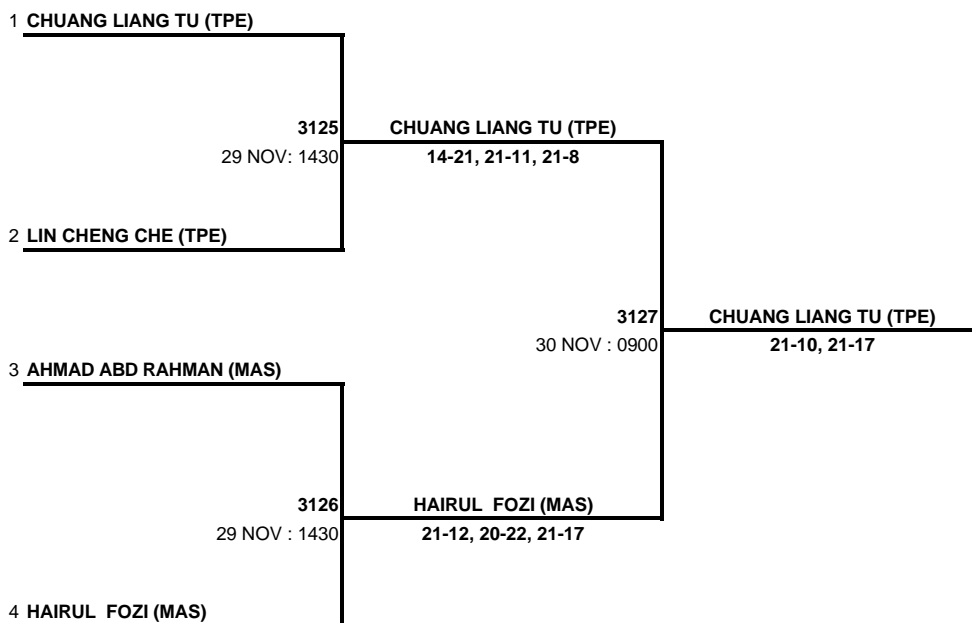 1 CHUANG LIANG TU (TPE)
3125 CHUANG LIANG TU (TPE)
29 NOV: 1430 14-21, 21-11, 21-8
2 LIN CHENG CHE (TPE)
3127 CHUANG LIANG TU (TPE)
30 NOV : 0900 21-10, 21-17
3 AHMAD ABD RAHMAN (MAS)
3126 HAIRUL FOZI (MAS)
29 NOV : 1430 21-12, 20-22, 21-17
4 HAIRUL FOZI (MAS)